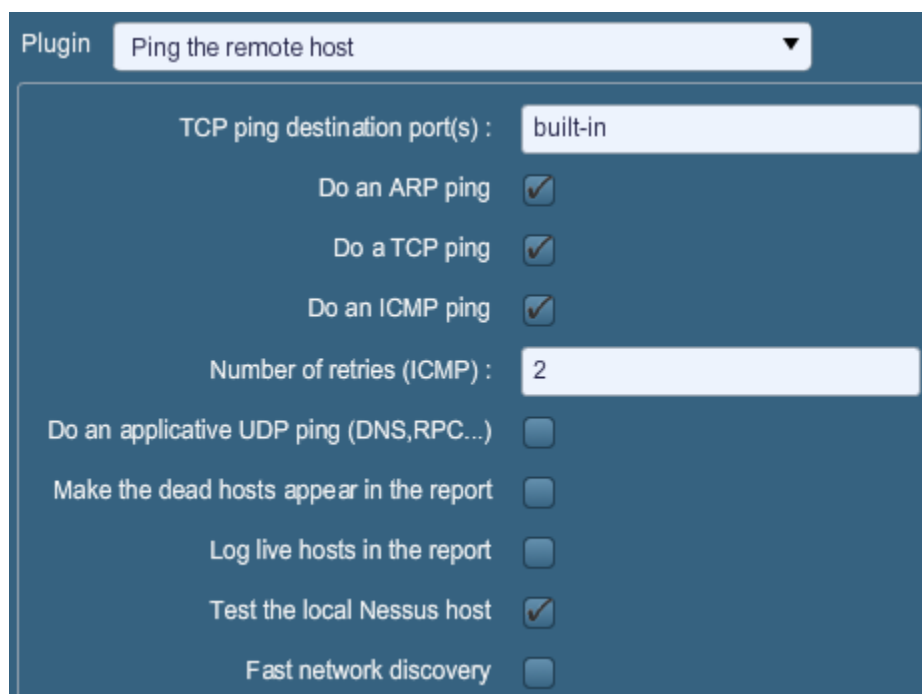 Plugin Ping the remote host
TCP ping destination port(s) : built-in
Do an ARP ping
Do a TCP ping
Do an ICMP ping
Number of retries (ICMP) : 2
Do an applicative UDP ping (DNS,RPC...)
Make the dead hosts appear in the report
Log live hosts in the report
Test the local Nessus host
Fast network discovery